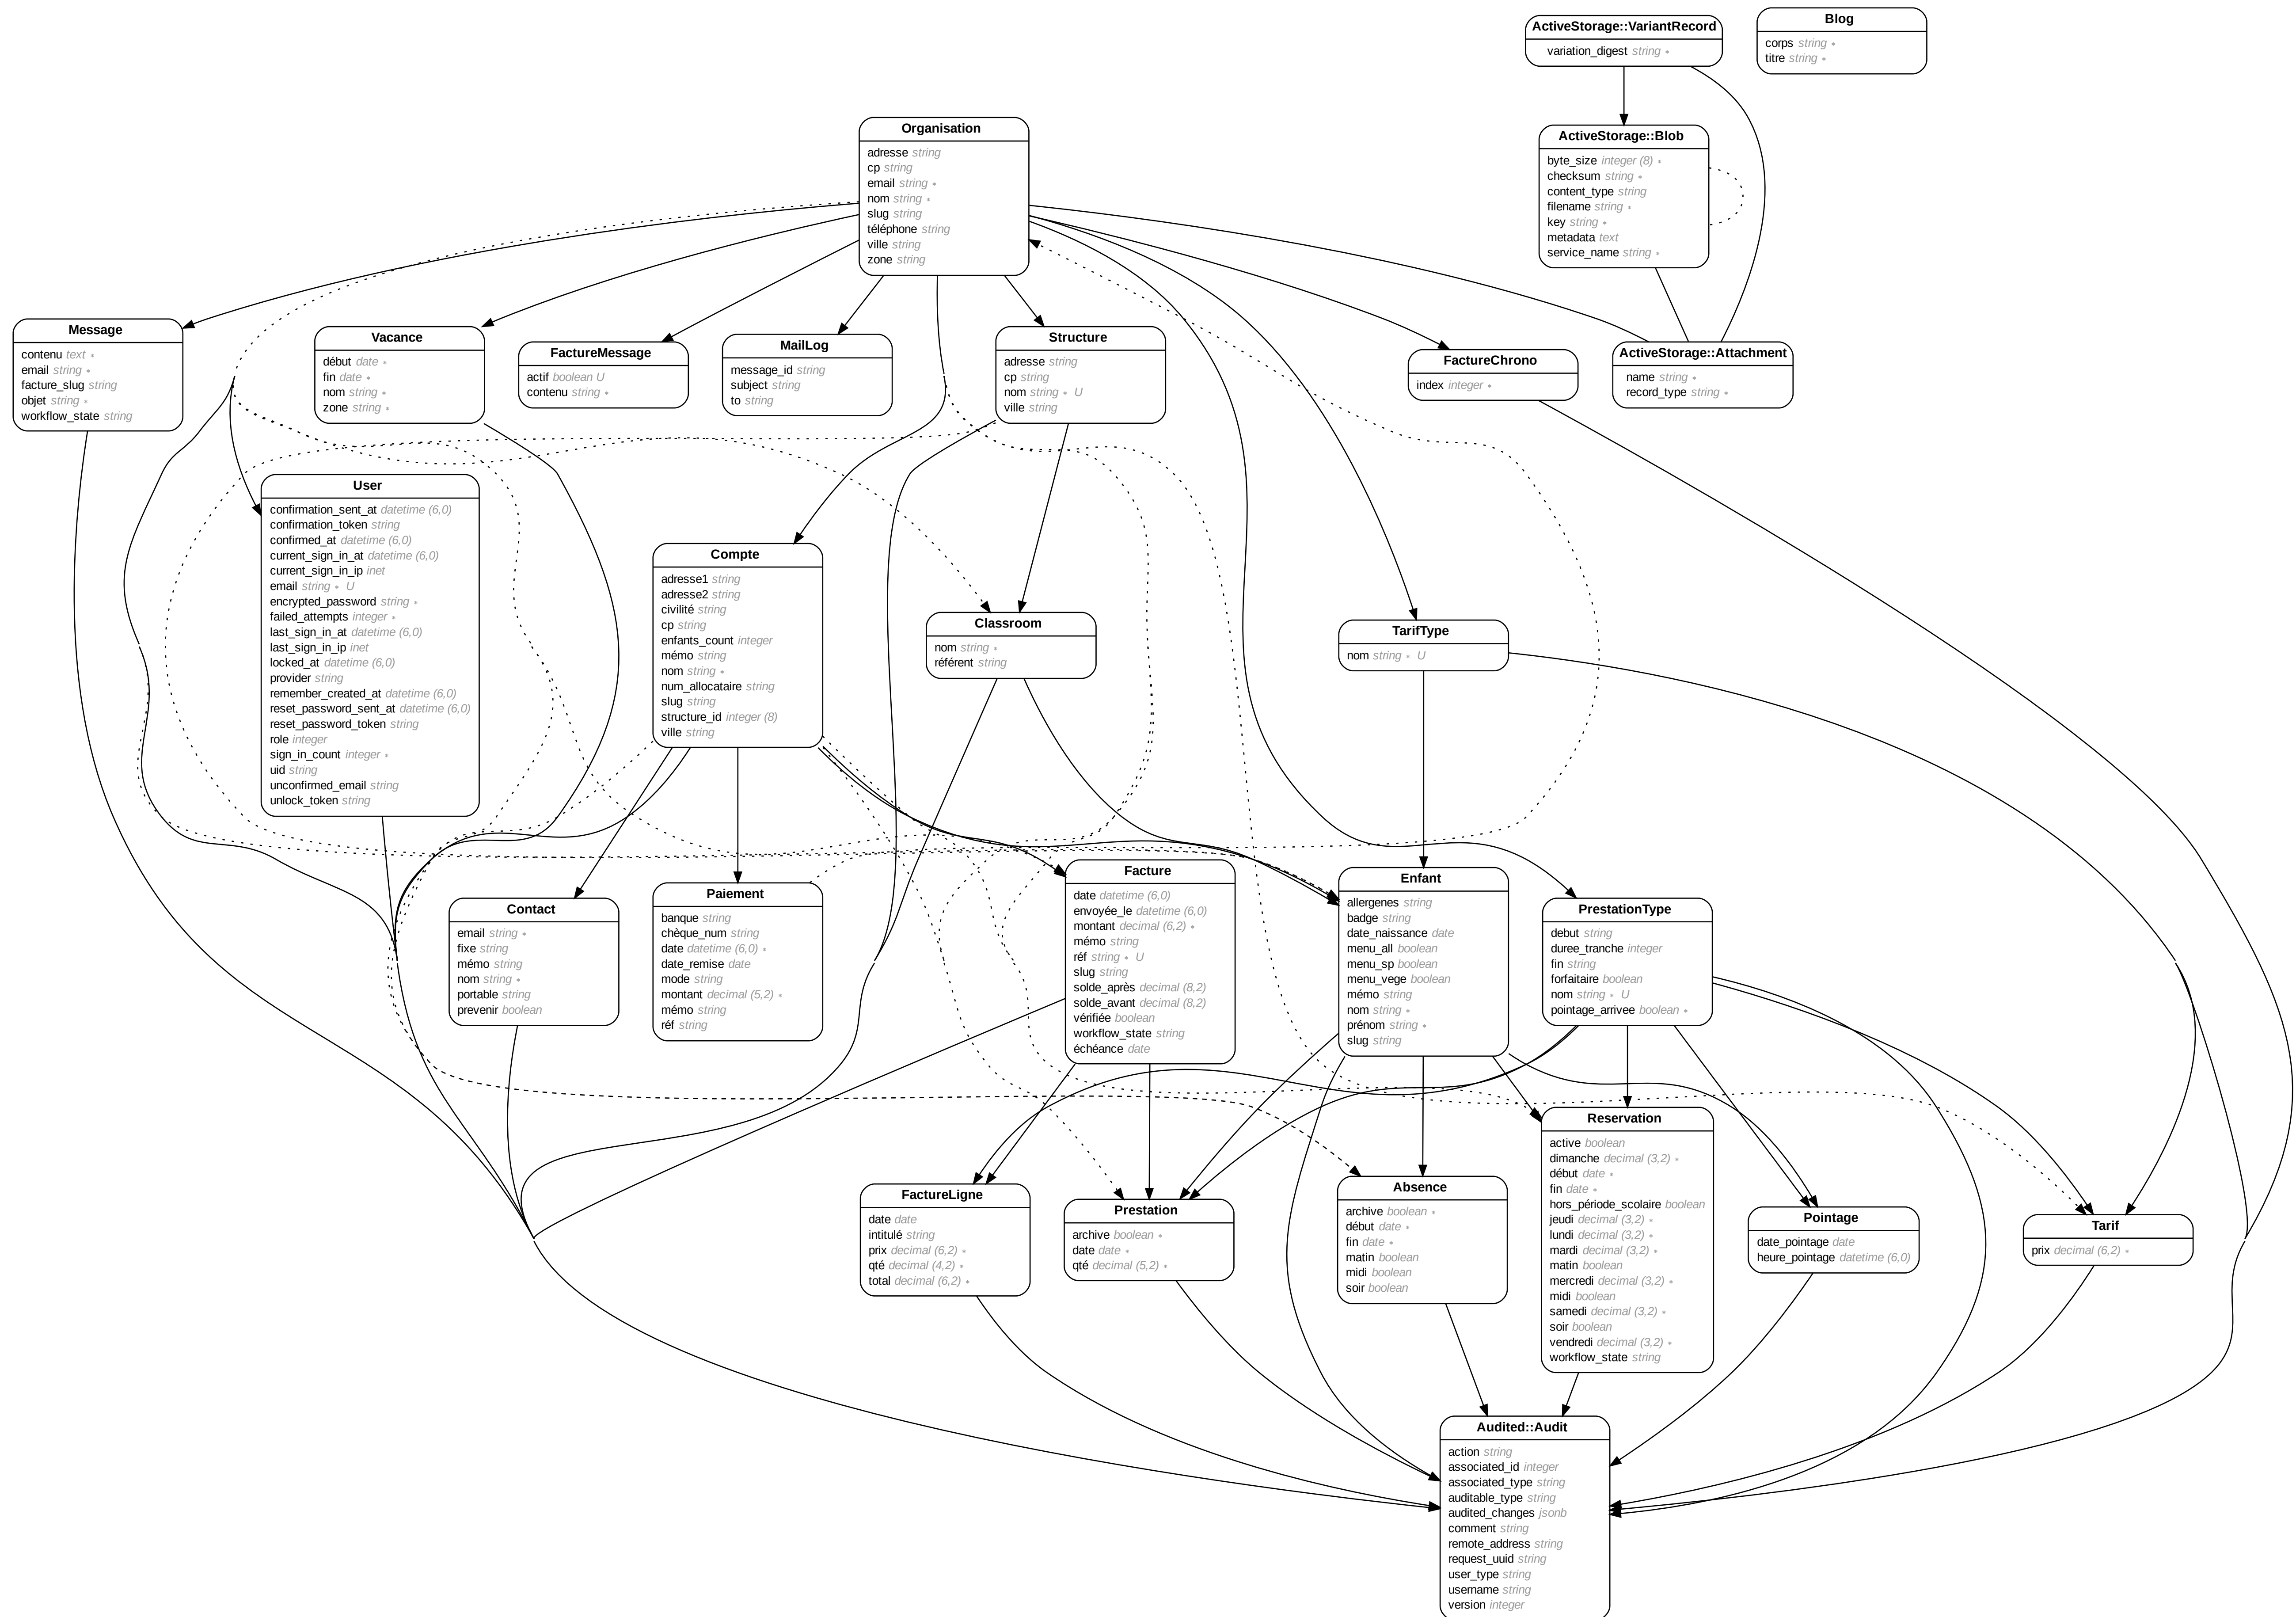 ActiveStorage::VariantRecord
variation_digest string *
Blog
corps string *
titre string *
Organisation
adresse string
cp string
email string *
nom string *
slug string
téléphone string
ville string
zone string
ActiveStorage::Blob
byte_size integer (8) *
checksum string *
content_type string
filename string *
key string *
metadata text
service_name string *
Message
contenu text *
email string *
facture_slug string
objet string *
workflow_state string
Vacance
début date *
fin date *
nom string *
zone string *
FactureMessage
actif boolean U
contenu string *
MailLog
message_id string
subject string
to string
Structure
adresse string
cp string
nom string * U
ville string
FactureChrono
index integer *
ActiveStorage::Attachment
name string *
record_type string *
User
confirmation_sent_at datetime (6,0)
confirmation_token string
confirmed_at datetime (6,0)
current_sign_in_at datetime (6,0)
current_sign_in_ip inet
email string * U
encrypted_password string *
failed_attempts integer *
last_sign_in_at datetime (6,0)
last_sign_in_ip inet
locked_at datetime (6,0)
provider string
remember_created_at datetime (6,0)
reset_password_sent_at datetime (6,0)
reset_password_token string
role integer
sign_in_count integer *
uid string
unconfirmed_email string
unlock_token string
Compte
adresse1 string
adresse2 string
civilité string
cp string
enfants_count integer
mémo string
nom string *
num_allocataire string
slug string
structure_id integer (8)
ville string
Classroom
nom string *
référent string
TarifType
nom string * U
Contact
email string *
fixe string
mémo string
nom string *
portable string
prevenir boolean
Paiement
banque string
chèque_num string
date datetime (6,0) *
date_remise date
mode string
montant decimal (5,2) *
mémo string
réf string
Facture
date datetime (6,0)
envoyée_le datetime (6,0)
montant decimal (6,2) *
mémo string
réf string * U
slug string
solde_après decimal (8,2)
solde_avant decimal (8,2)
vérifiée boolean
workflow_state string
échéance date
Enfant
allergenes string
badge string
date_naissance date
menu_all boolean
menu_sp boolean
menu_vege boolean
mémo string
nom string *
prénom string *
slug string
PrestationType
debut string
duree_tranche integer
fin string
forfaitaire boolean
nom string * U
pointage_arrivee boolean *
FactureLigne
date date
intitulé string
prix decimal (6,2) *
qté decimal (4,2) *
total decimal (6,2) *
Prestation
archive boolean *
date date *
qté decimal (5,2) *
Absence
archive boolean *
début date *
fin date *
matin boolean
midi boolean
soir boolean
Reservation
active boolean
dimanche decimal (3,2) *
début date *
fin date *
hors_période_scolaire boolean
jeudi decimal (3,2) *
lundi decimal (3,2) *
mardi decimal (3,2) *
matin boolean
mercredi decimal (3,2) *
midi boolean
samedi decimal (3,2) *
soir boolean
vendredi decimal (3,2) *
workflow_state string
Pointage
date_pointage date
heure_pointage datetime (6,0)
Tarif
prix decimal (6,2) *
Audited::Audit
action string
associated_id integer
associated_type string
auditable_type string
audited_changes jsonb
comment string
remote_address string
request_uuid string
user_type string
username string
version integer